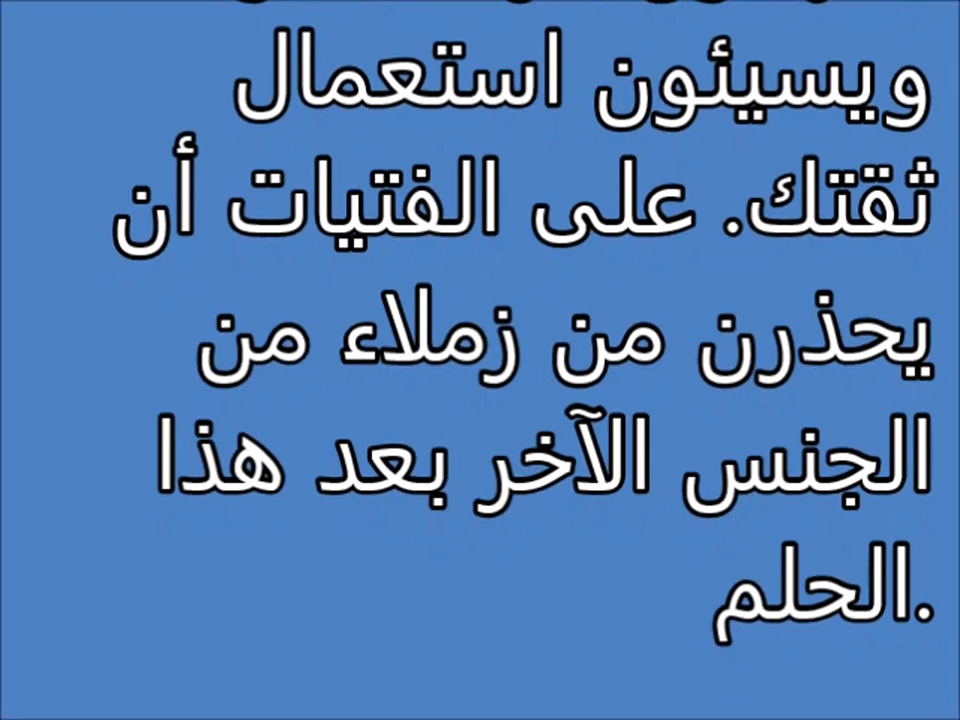 ويسيئون استعمال
ثقتك. على الفتيات أن
يحذرن من زملاء من
الجنس الآخر بعد هذا
.الحلم